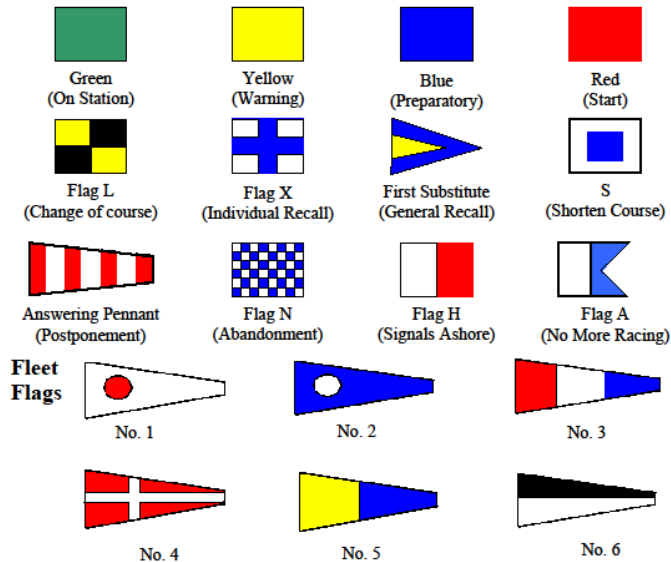 Green Yellow Blue Red
(On Station) (Warning) (Preparatory) (Start)
Flag L Flag X First Substitute S
(Change of course) (Individual Recall) (General Recall) (Shorten Course)
Answering Pennant Flag N Flag H Flag A
(Postponement) (Abandonment) (Signals Ashore) (No More Racing)
Fleet
Flags
No. 1 No. 2 No. 3
No. 4 No. 5 No. 6